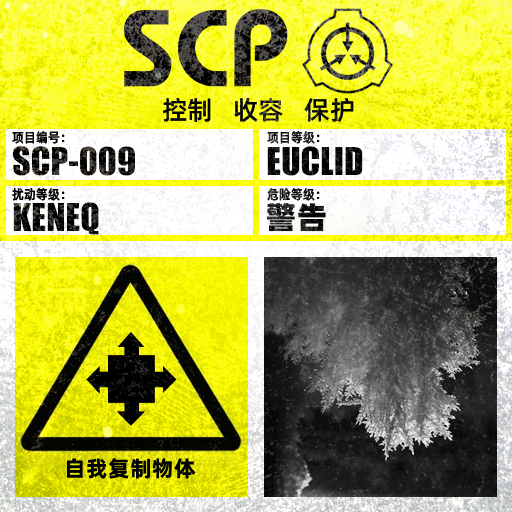 SCP
控制 收容 保护
项目编号：
SCP-009
项目等级：
EUCLID
扰动等级：
KENEQ
危险等级：
警告
自我复制物体